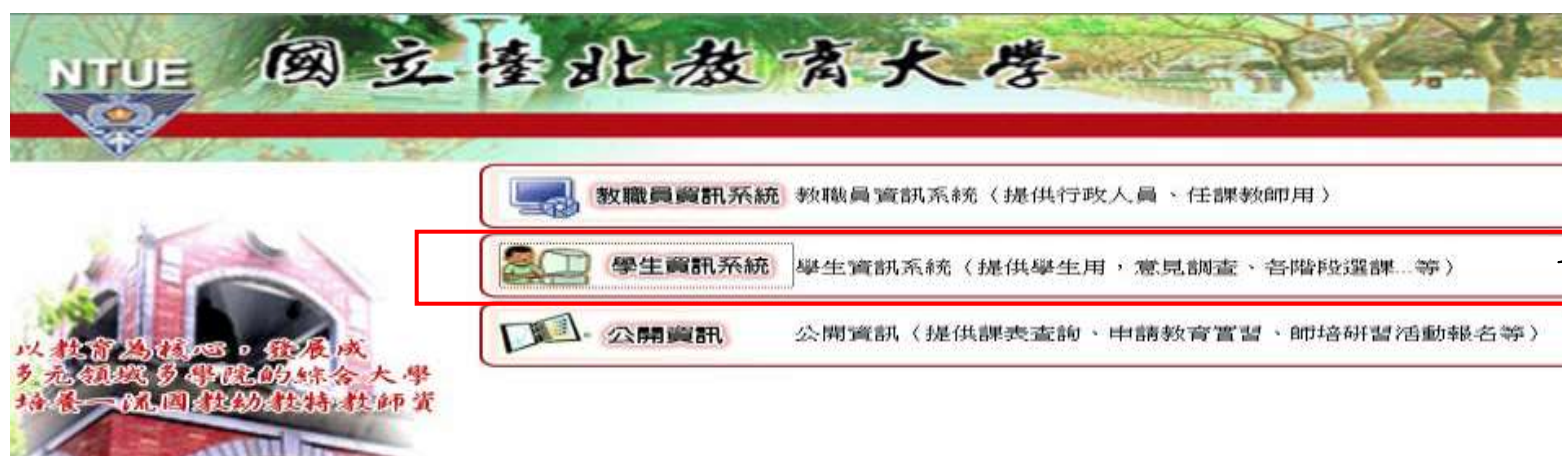 NTUE 國立臺北教育大學
教職員資訊系統 教職員資訊系統（提供行政人員、任課教師用）
學生資訊系統 學生資訊系統（提供學生用，意見調查、各階段選課...等）
公開資訊 公開資訊（提供課表查詢、申請教育實習、師培研習活動報名等）
以教育為核心，發展成
多元領域多學院的綜合大學
培養一流國教幼教特教師資